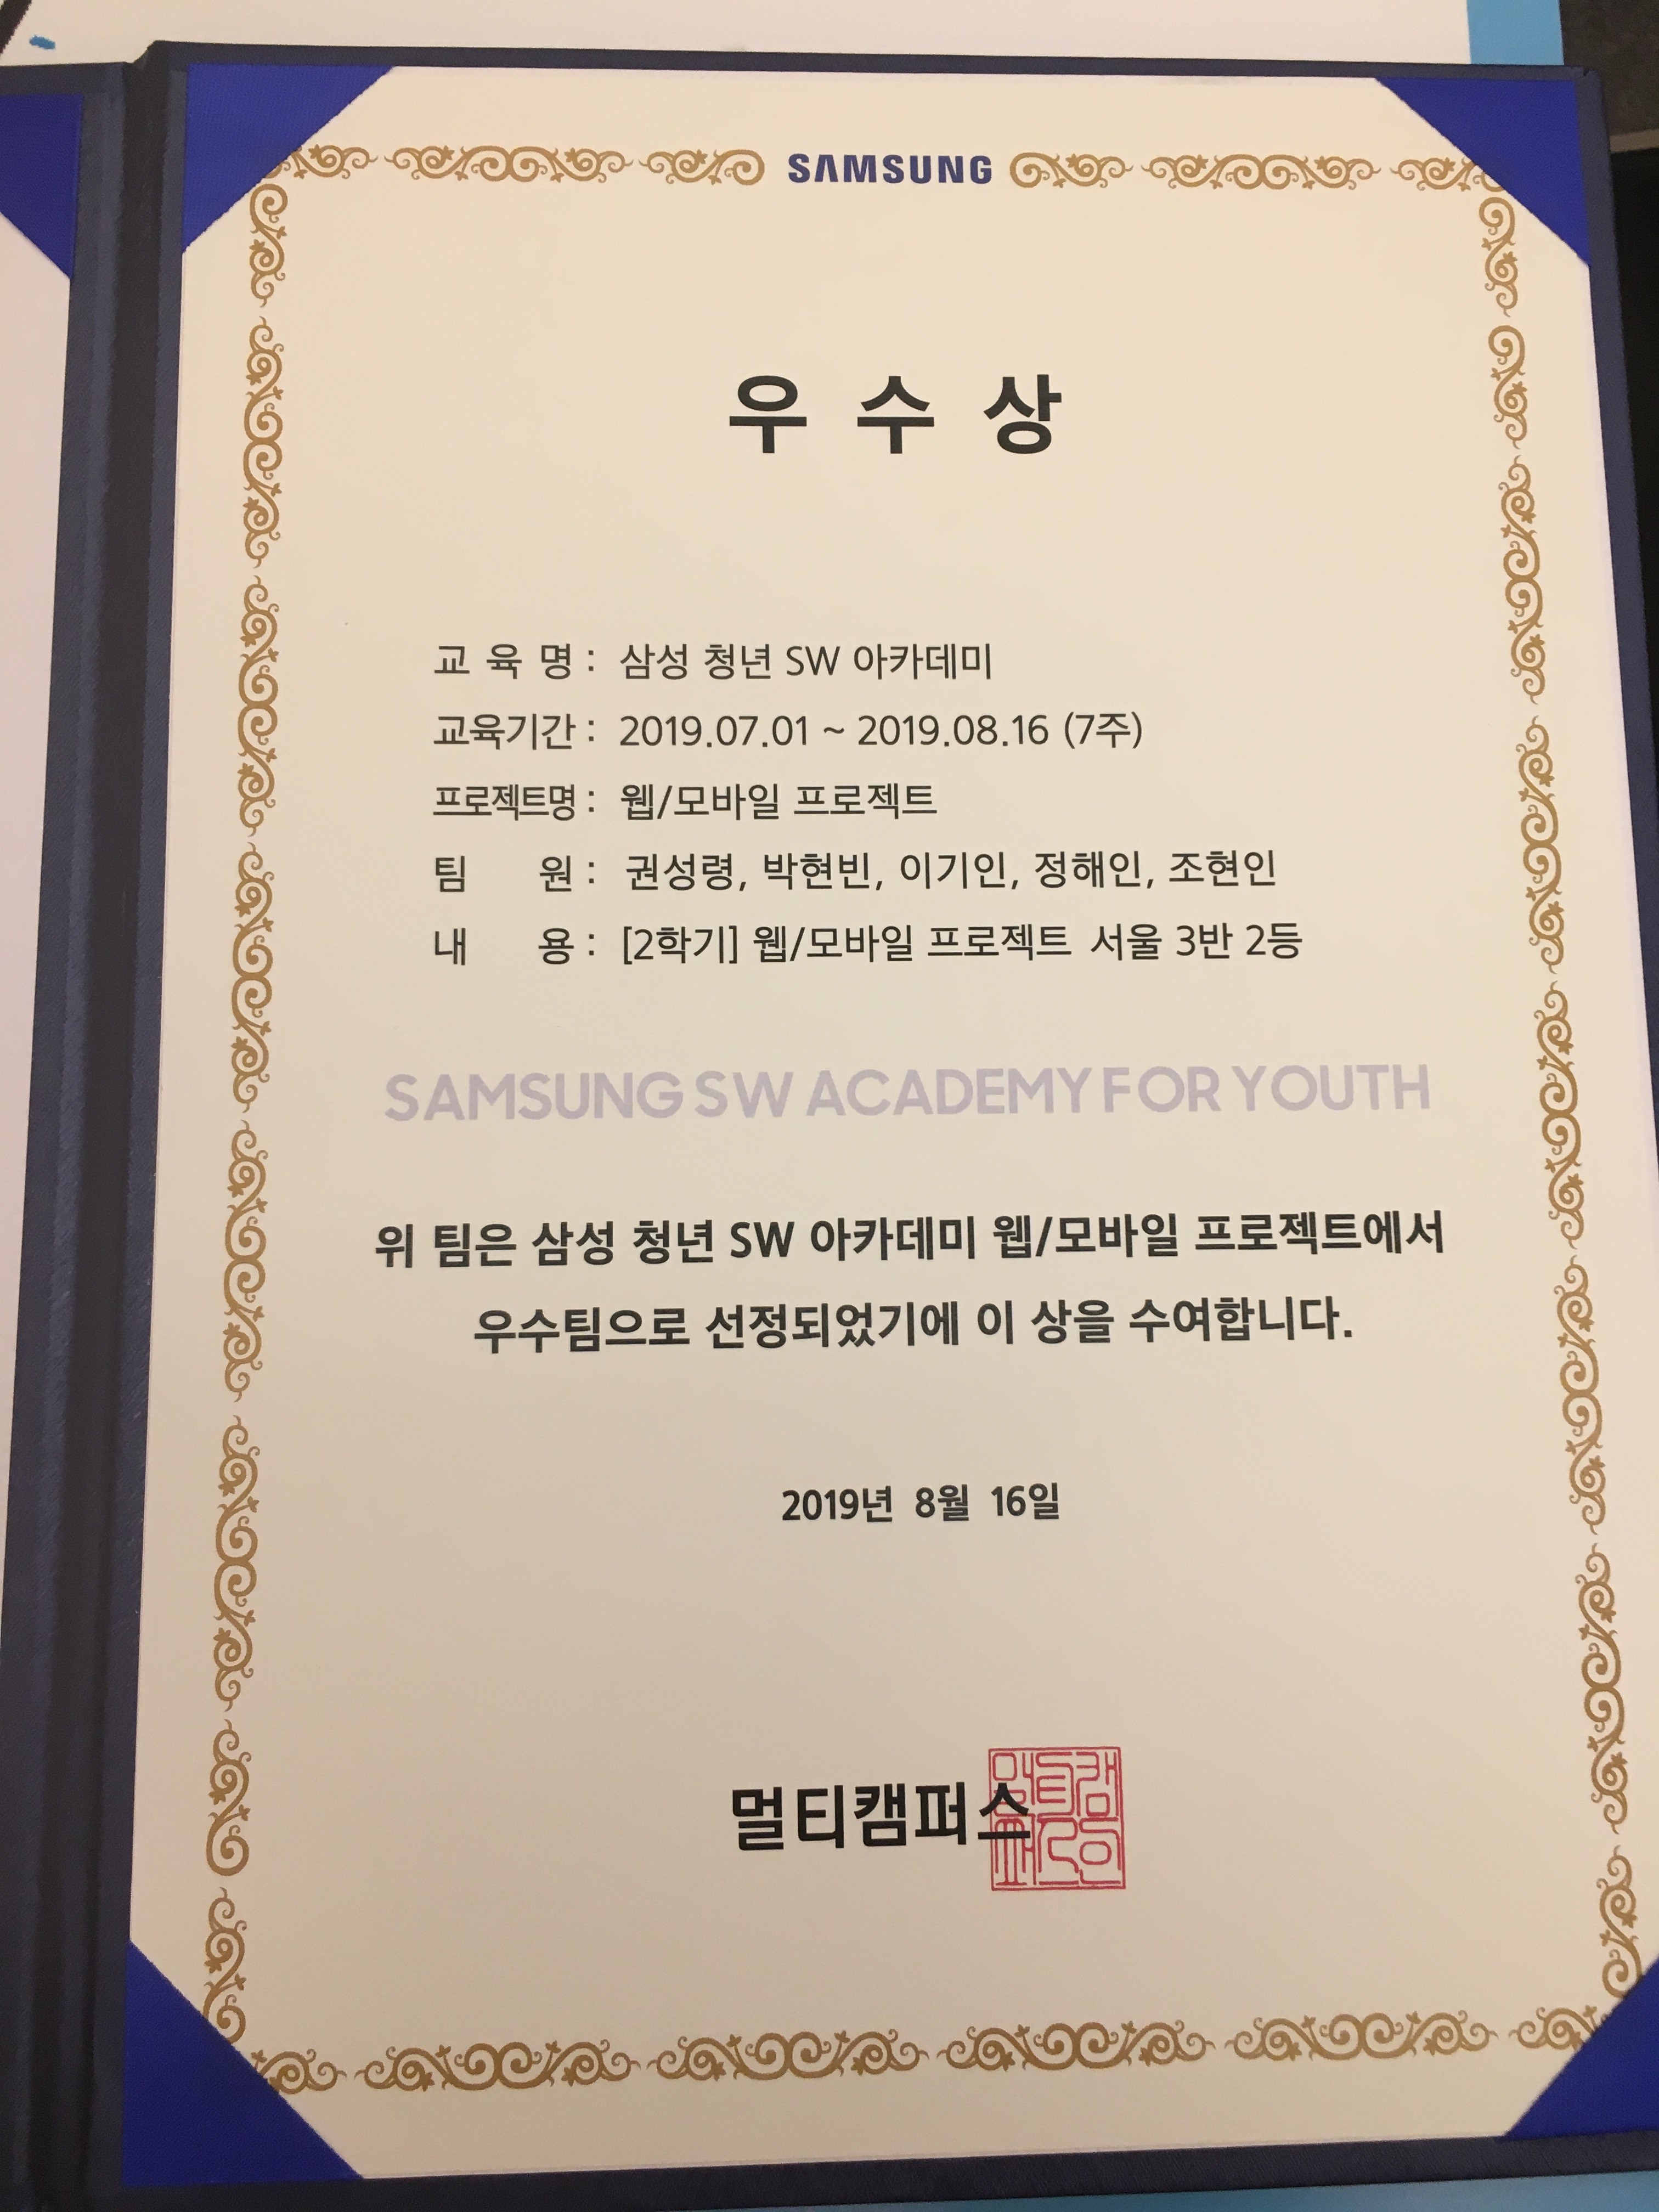 SAMSUNG
우 수 상
교 육 명 : 삼성 청년 SW 아카데미
교육기간 : 2019.07.01 ~ 2019.08.16 (7주)
프로젝트명 : 웹/모바일 프로젝트
팀 원 : 권성령, 박현빈, 이기인, 정해인, 조현인
내 용 : [2학기] 웹/모바일 프로젝트 서울 3반 2등
SAMSUNG SW ACADEMY FOR YOUTH
위 팀은 삼성 청년 SW 아카데미 웹/모바일 프로젝트에서
우수팀으로 선정되었기에 이 상을 수여합니다.
2019년 8월 16일
멀티캠퍼스